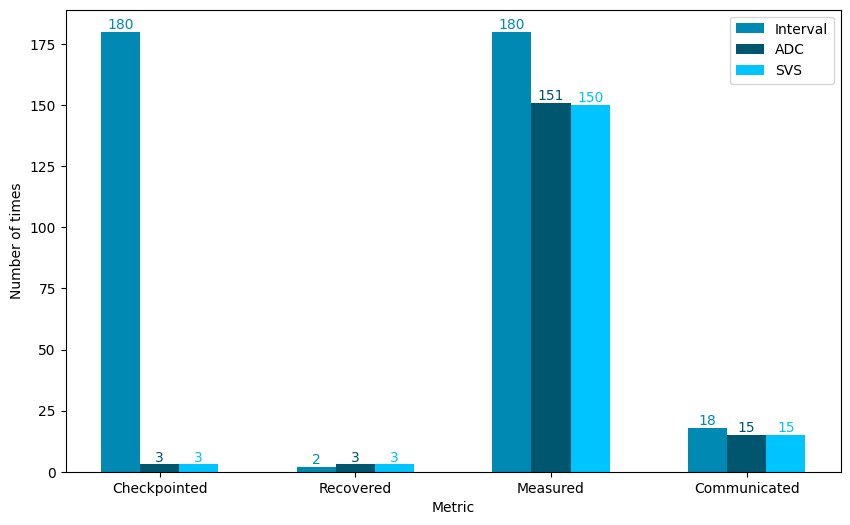 180
180
Interval
ADC
SVS
175
150
125
100
75
50
25
0
151
150
3
3
2
3
3
18
15
15
Number of times
Checkpointed
Recovered
Measured
Communicated
Metric